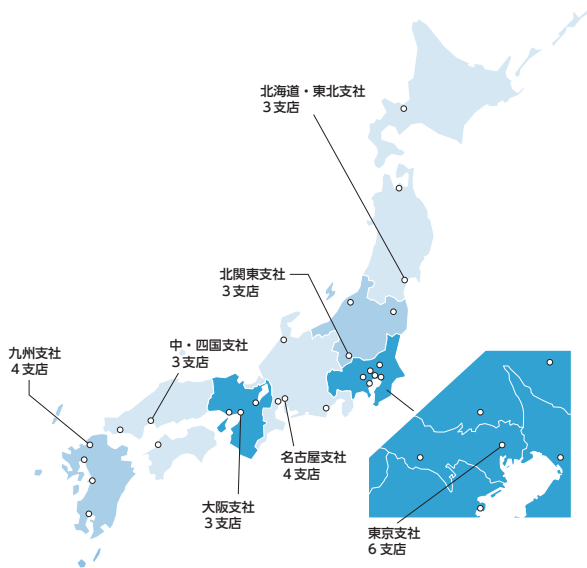 北海道・東北支社
3支店
北関東支社
3支店
中・四国支社
3支店
九州支社
4支店
名古屋支社
4支店
大阪支社
3支店
東京支社
6支店